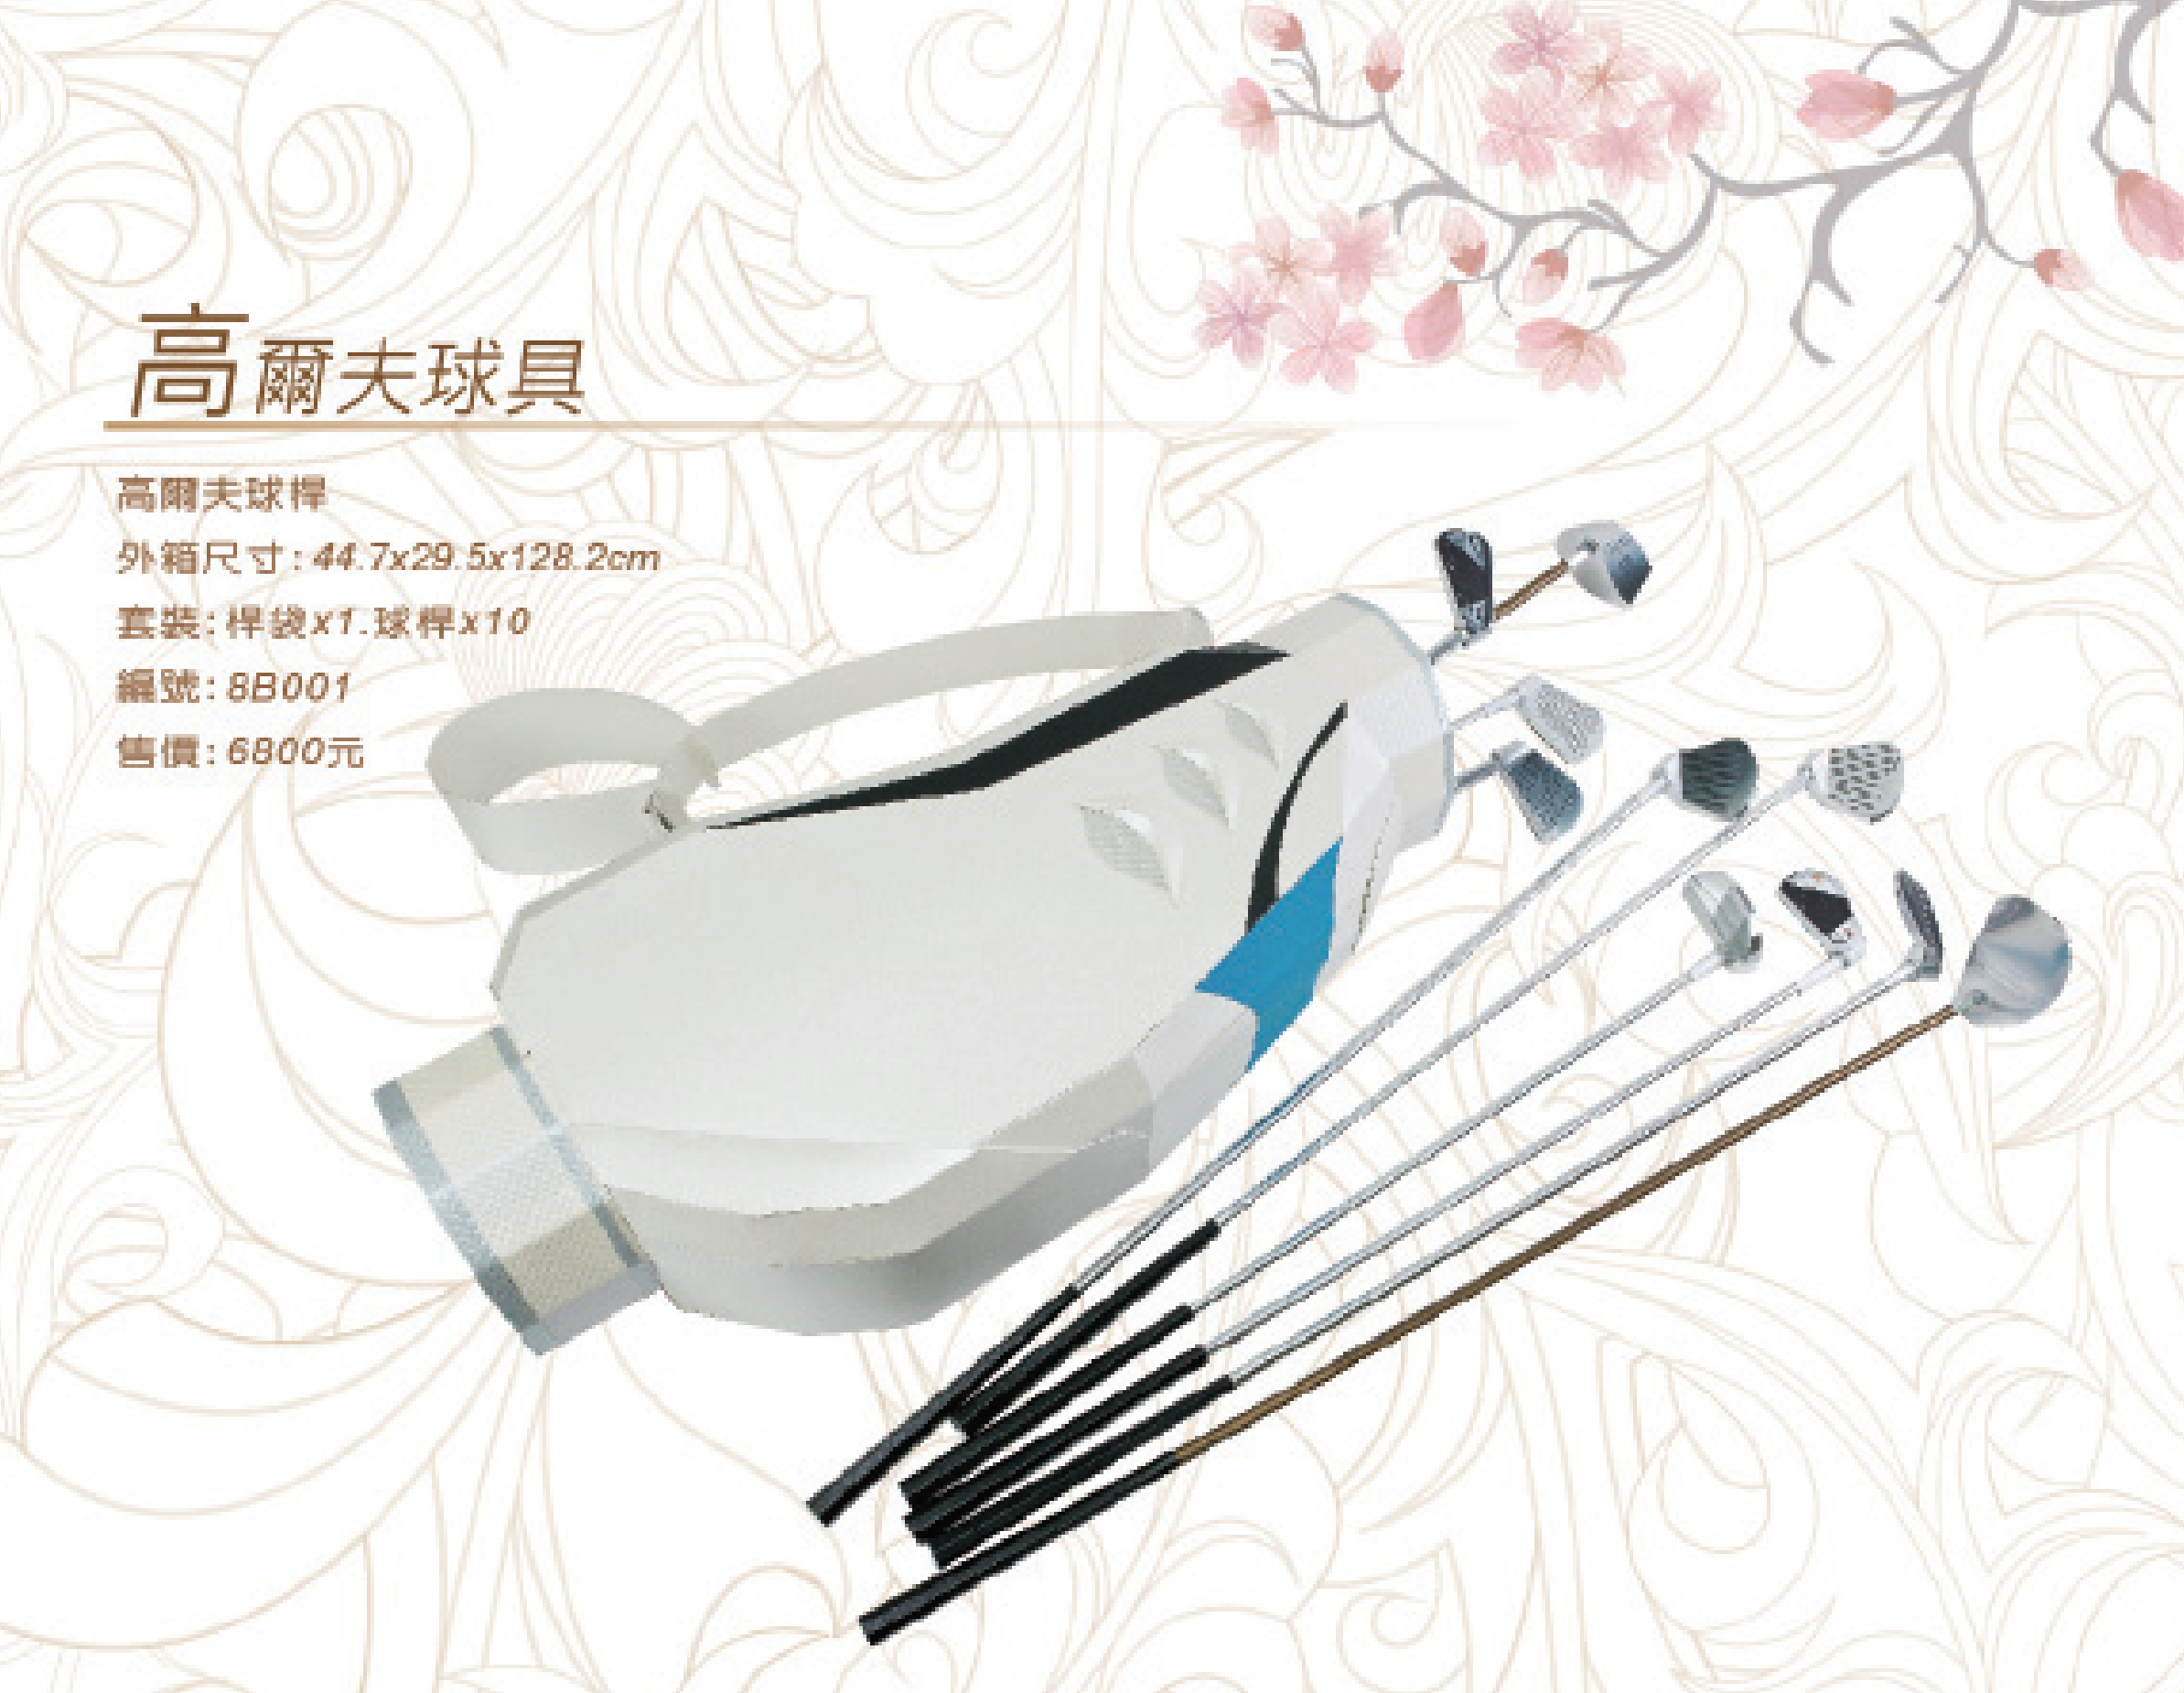 高爾夫球具
高爾夫球桿
外箱尺寸：44.7x29.5x128.2cm
套裝：桿袋x1.球桿x10
編號：8B001
售價：6800元